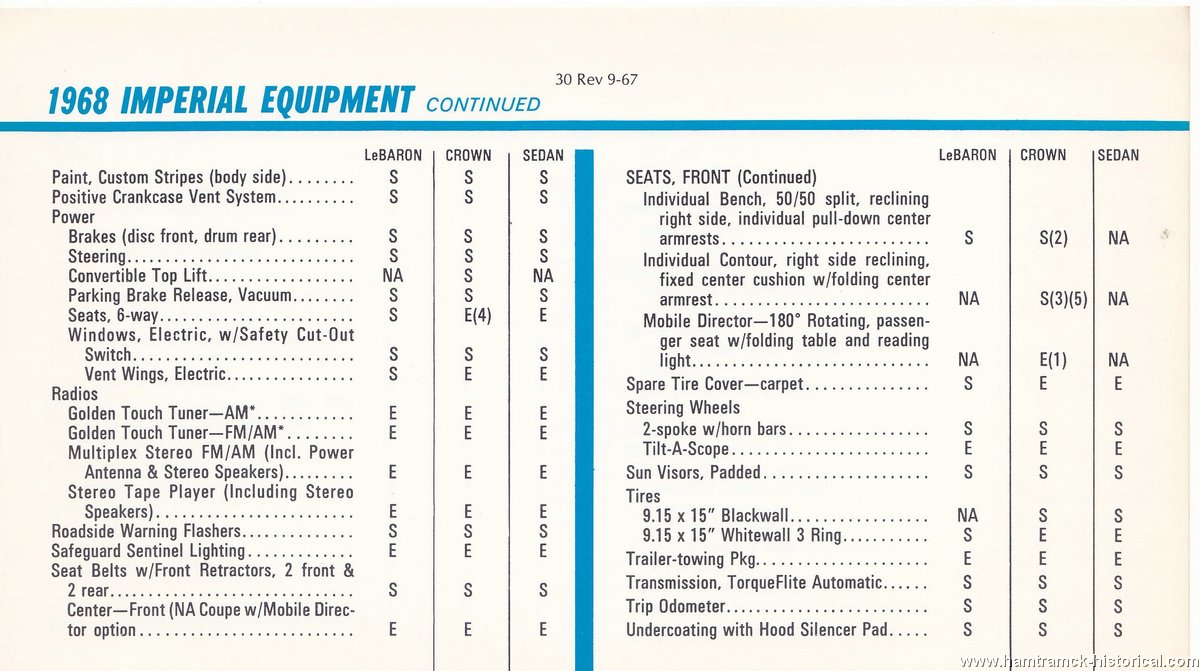 30 Rev 9-67
1968 IMPERIAL EQUIPMENT CONTINUED
LeBARON CROWN SEDAN
Paint, Custom Stripes (body side)........ S S S
Positive Crankcase Vent System.......... S S S
Power
Brakes (disc front, drum rear)......... S S S
Steering........................... S S S
Convertible Top Lift................. NA S NA
Parking Brake Release, Vacuum....... S S S
Seats, 6-way....................... S E(4) E
Windows, Electric, w/Safety Cut-Out
Switch.......................... S S S
Vent Wings, Electric............... S E E
Radios
Golden Touch Tuner—AM*............ E E E
Golden Touch Tuner—FM/AM*........ E E E
Multiplex Stereo FM/AM (Incl. Power
Antenna & Stereo Speakers)......... E E E
Stereo Tape Player (Including Stereo
Speakers)....................... E E E
Roadside Warning Flashers............. S S S
Safeguard Sentinel Lighting............. E E E
Seat Belts w/Front Retractors, 2 front &
2 rear............................ S S S
Center—Front (NA Coupe w/Mobile Direc-
tor option......................... E E E
LeBARON CROWN SEDAN
SEATS, FRONT (Continued)
Individual Bench, 50/50 split, reclining
right side, individual pull-down center
armrests......................... S S(2) NA
Individual Contour, right side reclining,
fixed center cushion w/folding center
armrest.......................... NA S(3)(5) NA
Mobile Director—180° Rotating, passen-
ger seat w/folding table and reading
light............................. NA E(1) NA
Spare Tire Cover—carpet............... S E E
Steering Wheels
2-spoke w/horn bars................. S S S
Tilt-A-Scope........................ E E E
Sun Visors, Padded.................... S S S
Tires
9.15 x 15" Blackwall................. NA S S
9.15 x 15" Whitewall 3 Ring........... S E E
Trailer-towing Pkg..................... E E E
Transmission, TorqueFlite Automatic...... S S S
Trip Odometer......................... S S S
Undercoating with Hood Silencer Pad..... S S S
www.hamtramck-historical.com